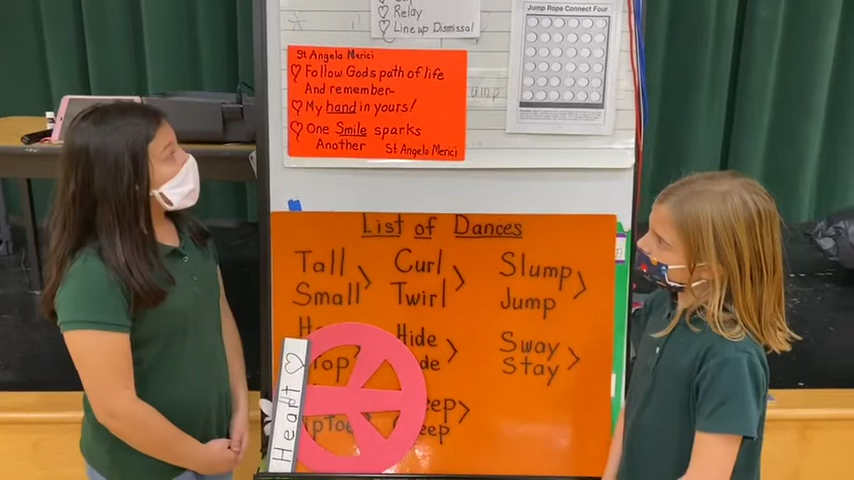 Relay
Line up Dismissal
Jump Rope Connect Four
St Angela Merici
Follow Gods path of life
And remember-
My hand in yours!
One Smile sparks
Another St. Angela Merici
List of Dances
Tall
Small
Curl
Twirl
Slump
Jump
Hide
Sway
Stay
Heart